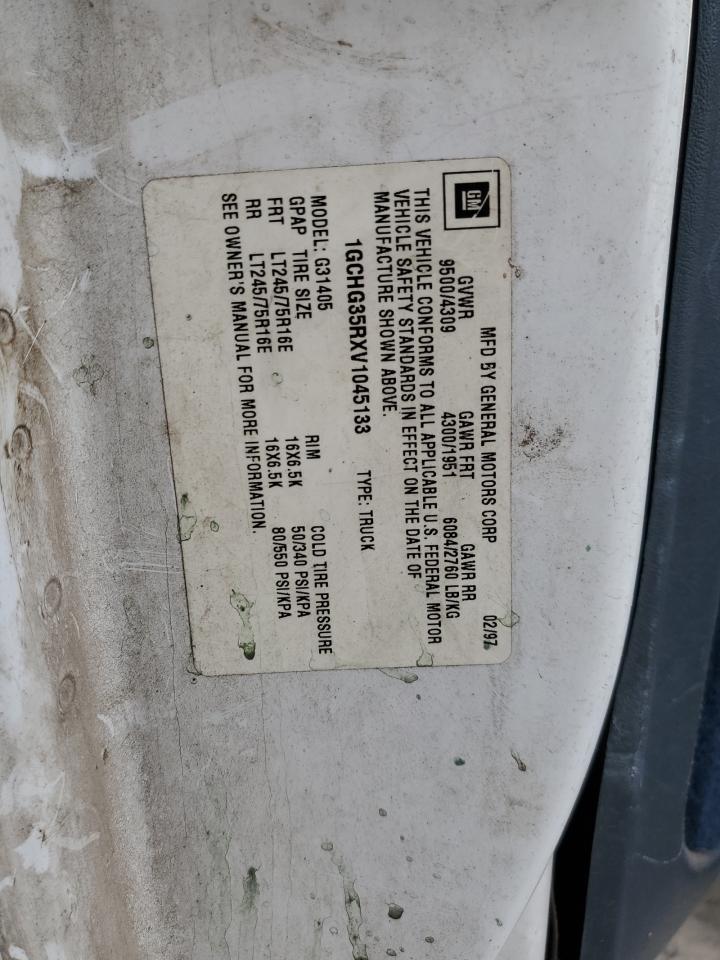 GM
MFD BY GENERAL MOTORS CORP 02/97
GVWR GAWR FRT GAWR RR
9500/4309 4300/1951 6084/2760 LB/KG
THIS VEHICLE CONFORMS TO ALL APPLICABLE U.S. FEDERAL MOTOR
VEHICLE SAFETY STANDARDS IN EFFECT ON THE DATE OF
MANUFACTURE SHOWN ABOVE.
1GCHG35RXV1045133 TYPE: TRUCK
MODEL: G31405
GPAP TIRE SIZE RIM COLD TIRE PRESSURE
FRT LT245/75R16E 16X6.5K 50/340 PSI/KPA
RR LT245/75R16E 16X6.5K 80/550 PSI/KPA
SEE OWNER'S MANUAL FOR MORE INFORMATION.